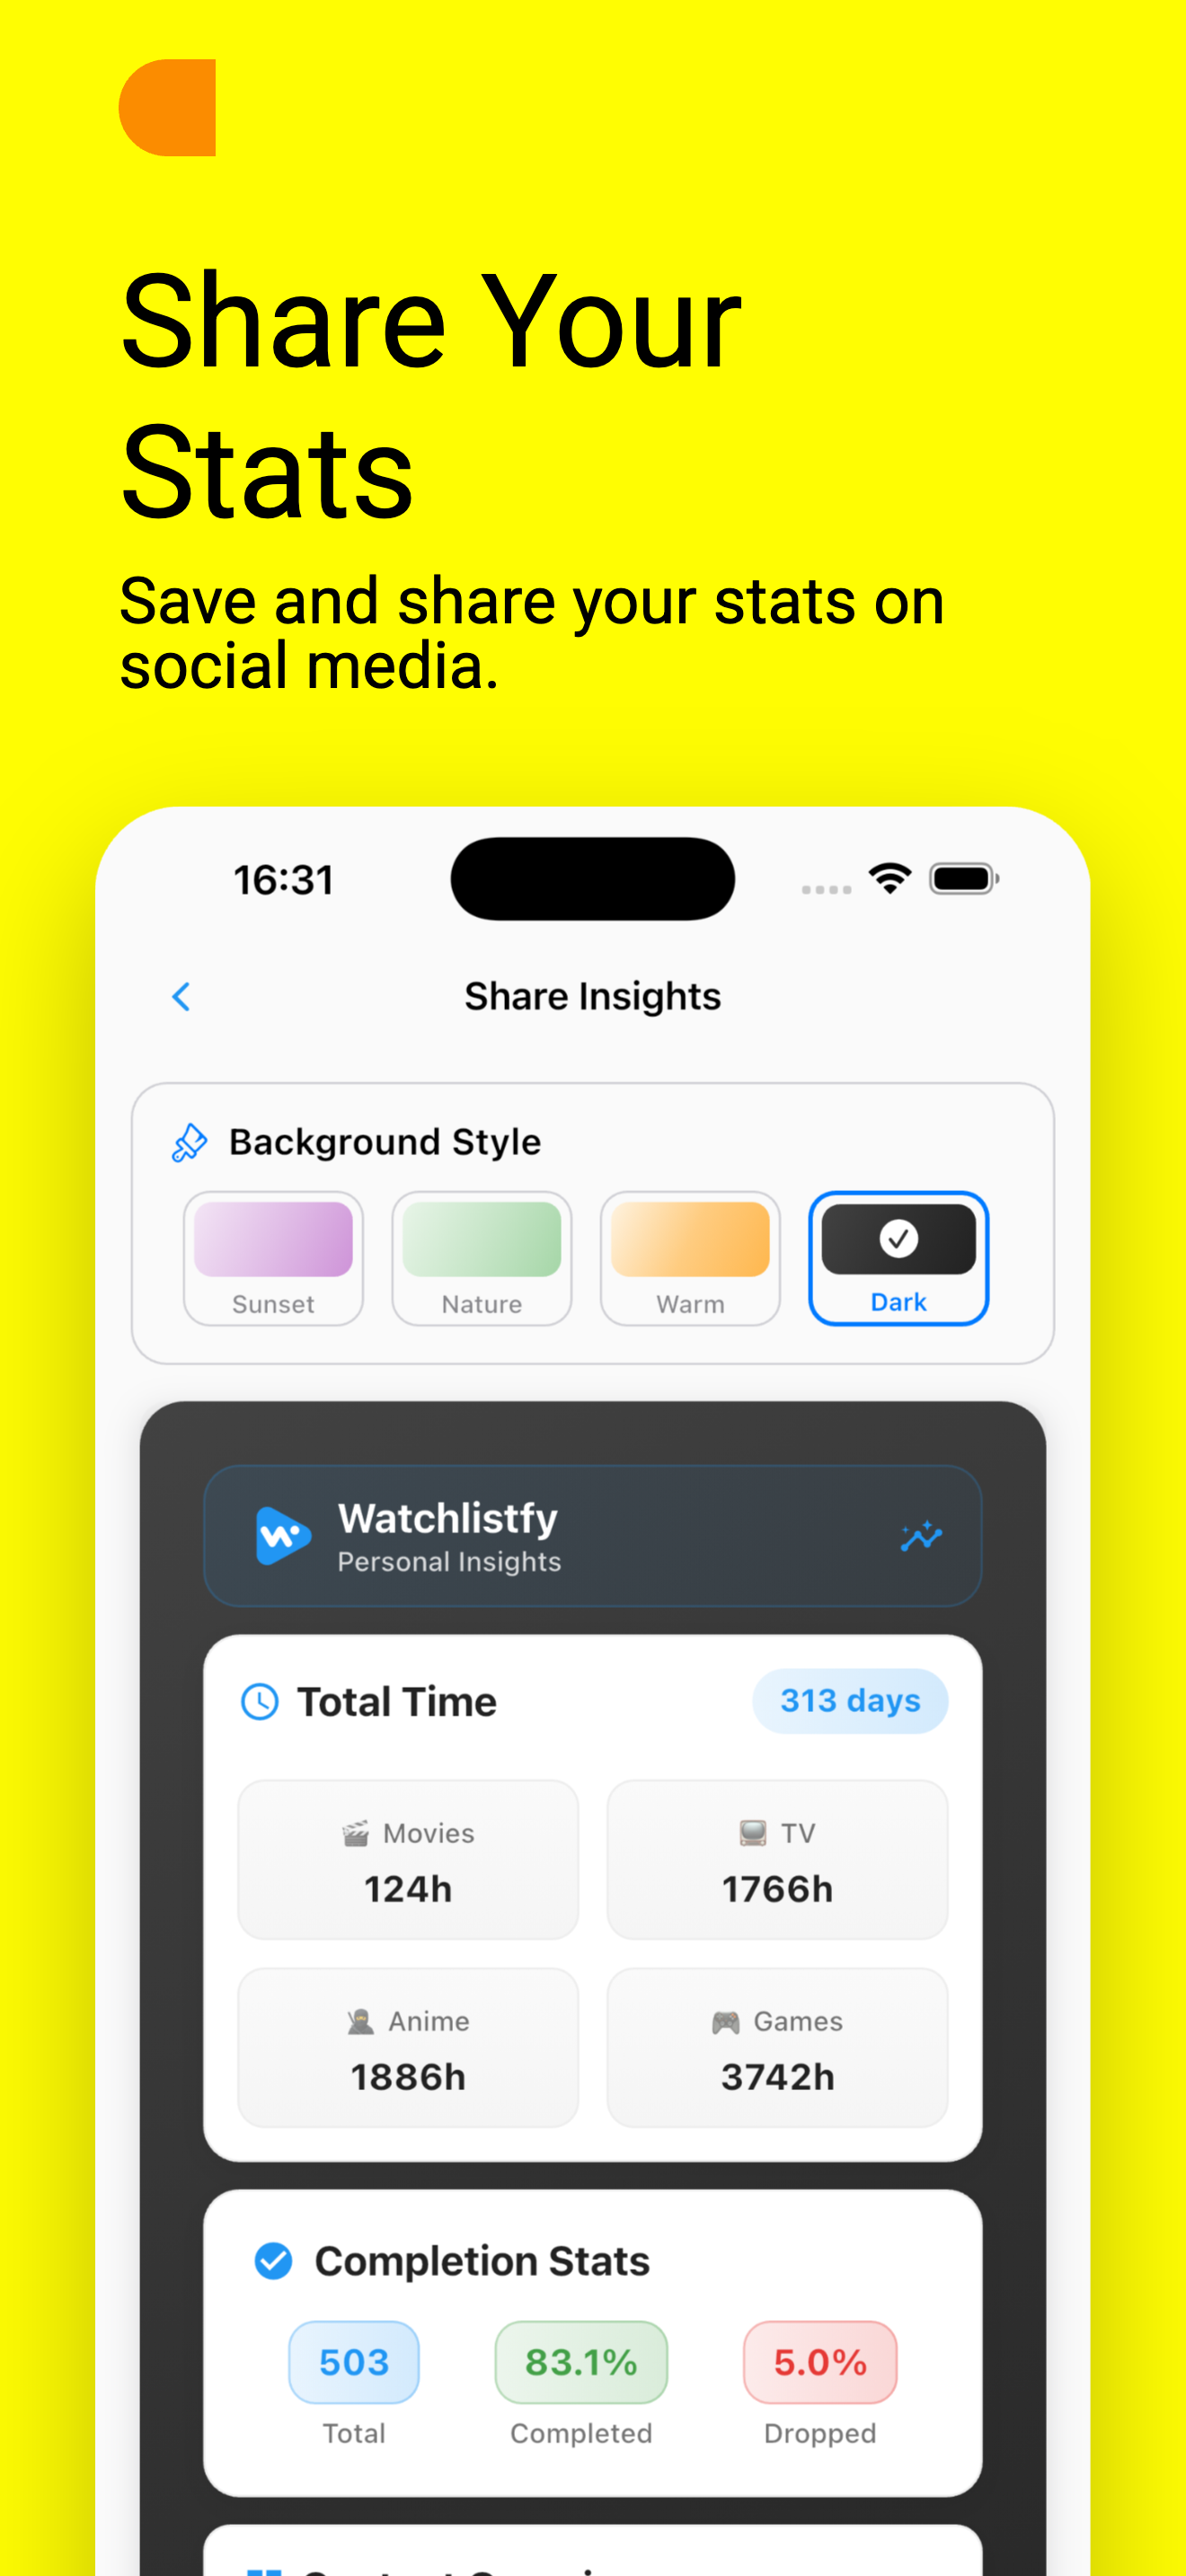 Share Your
Stats
Save and share your stats on
social media.
16:31
Share Insights
Background Style
Sunset
Nature
Warm
Dark
Watchlistfy
Personal Insights
Total Time
313 days
Movies
124h
TV
1766h
Anime
1886h
Games
3742h
Completion Stats
503
Total
83.1%
Completed
5.0%
Dropped